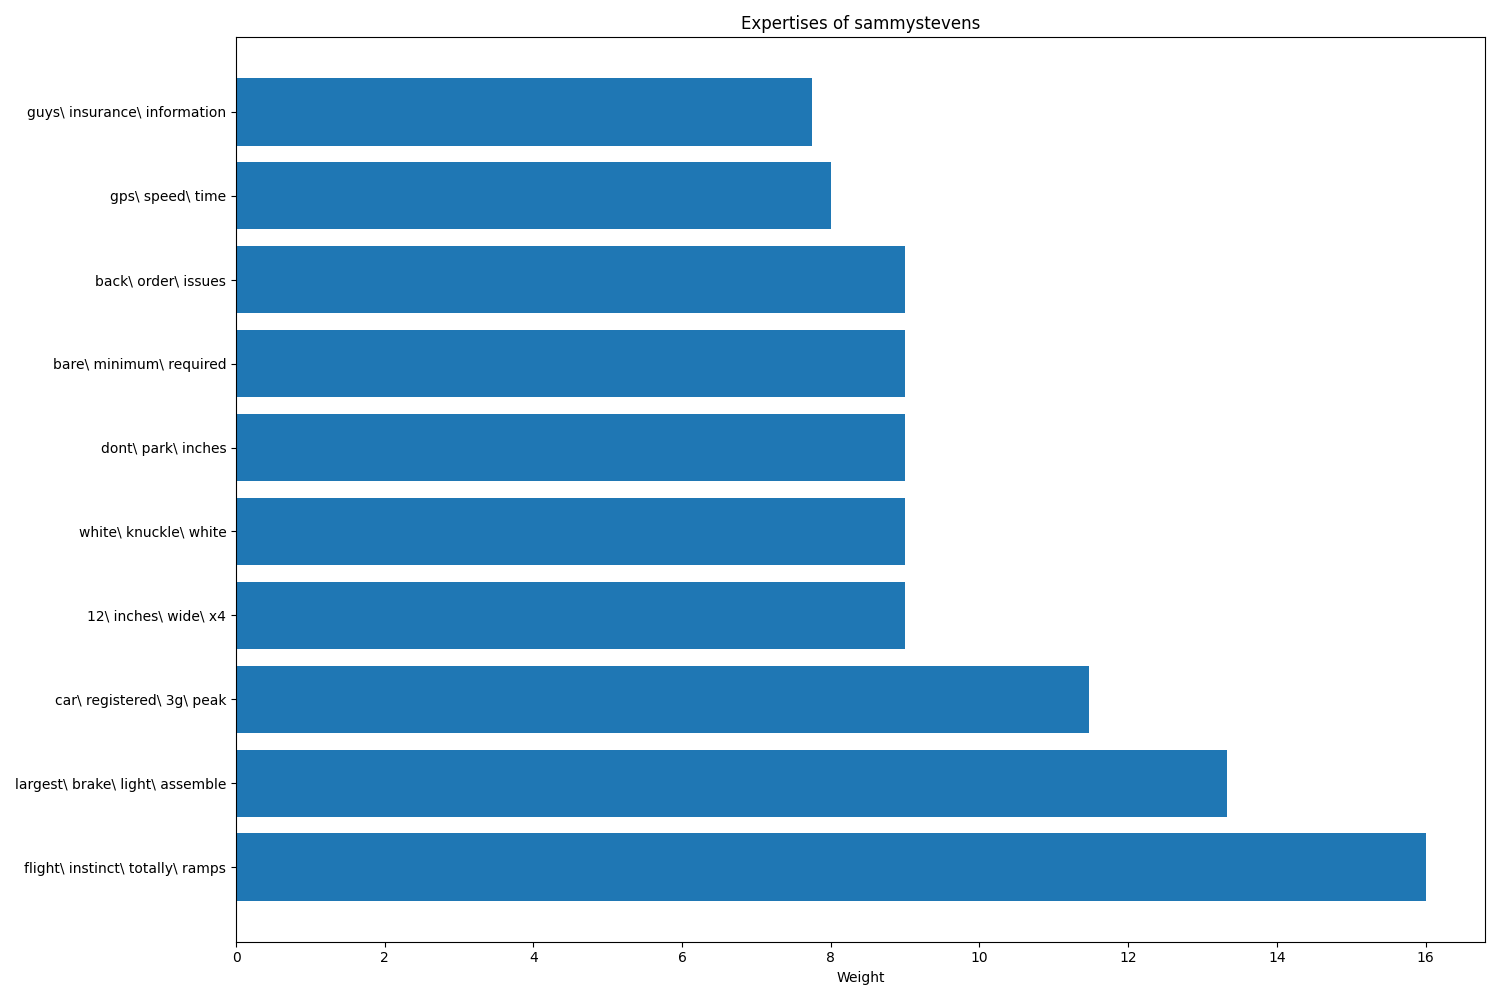 Expertises of sammystevens
guys\ insurance\ information
gps\ speed\ time
back\ order\ issues
bare\ minimum\ required
dont\ park\ inches
white\ knuckle\ white
12\ inches\ wide\ x4
car\ registered\ 3g\ peak
largest\ brake\ light\ assemble
flight\ instinct\ totally\ ramps
0 2 4 6 8 10 12 14 16
Weight